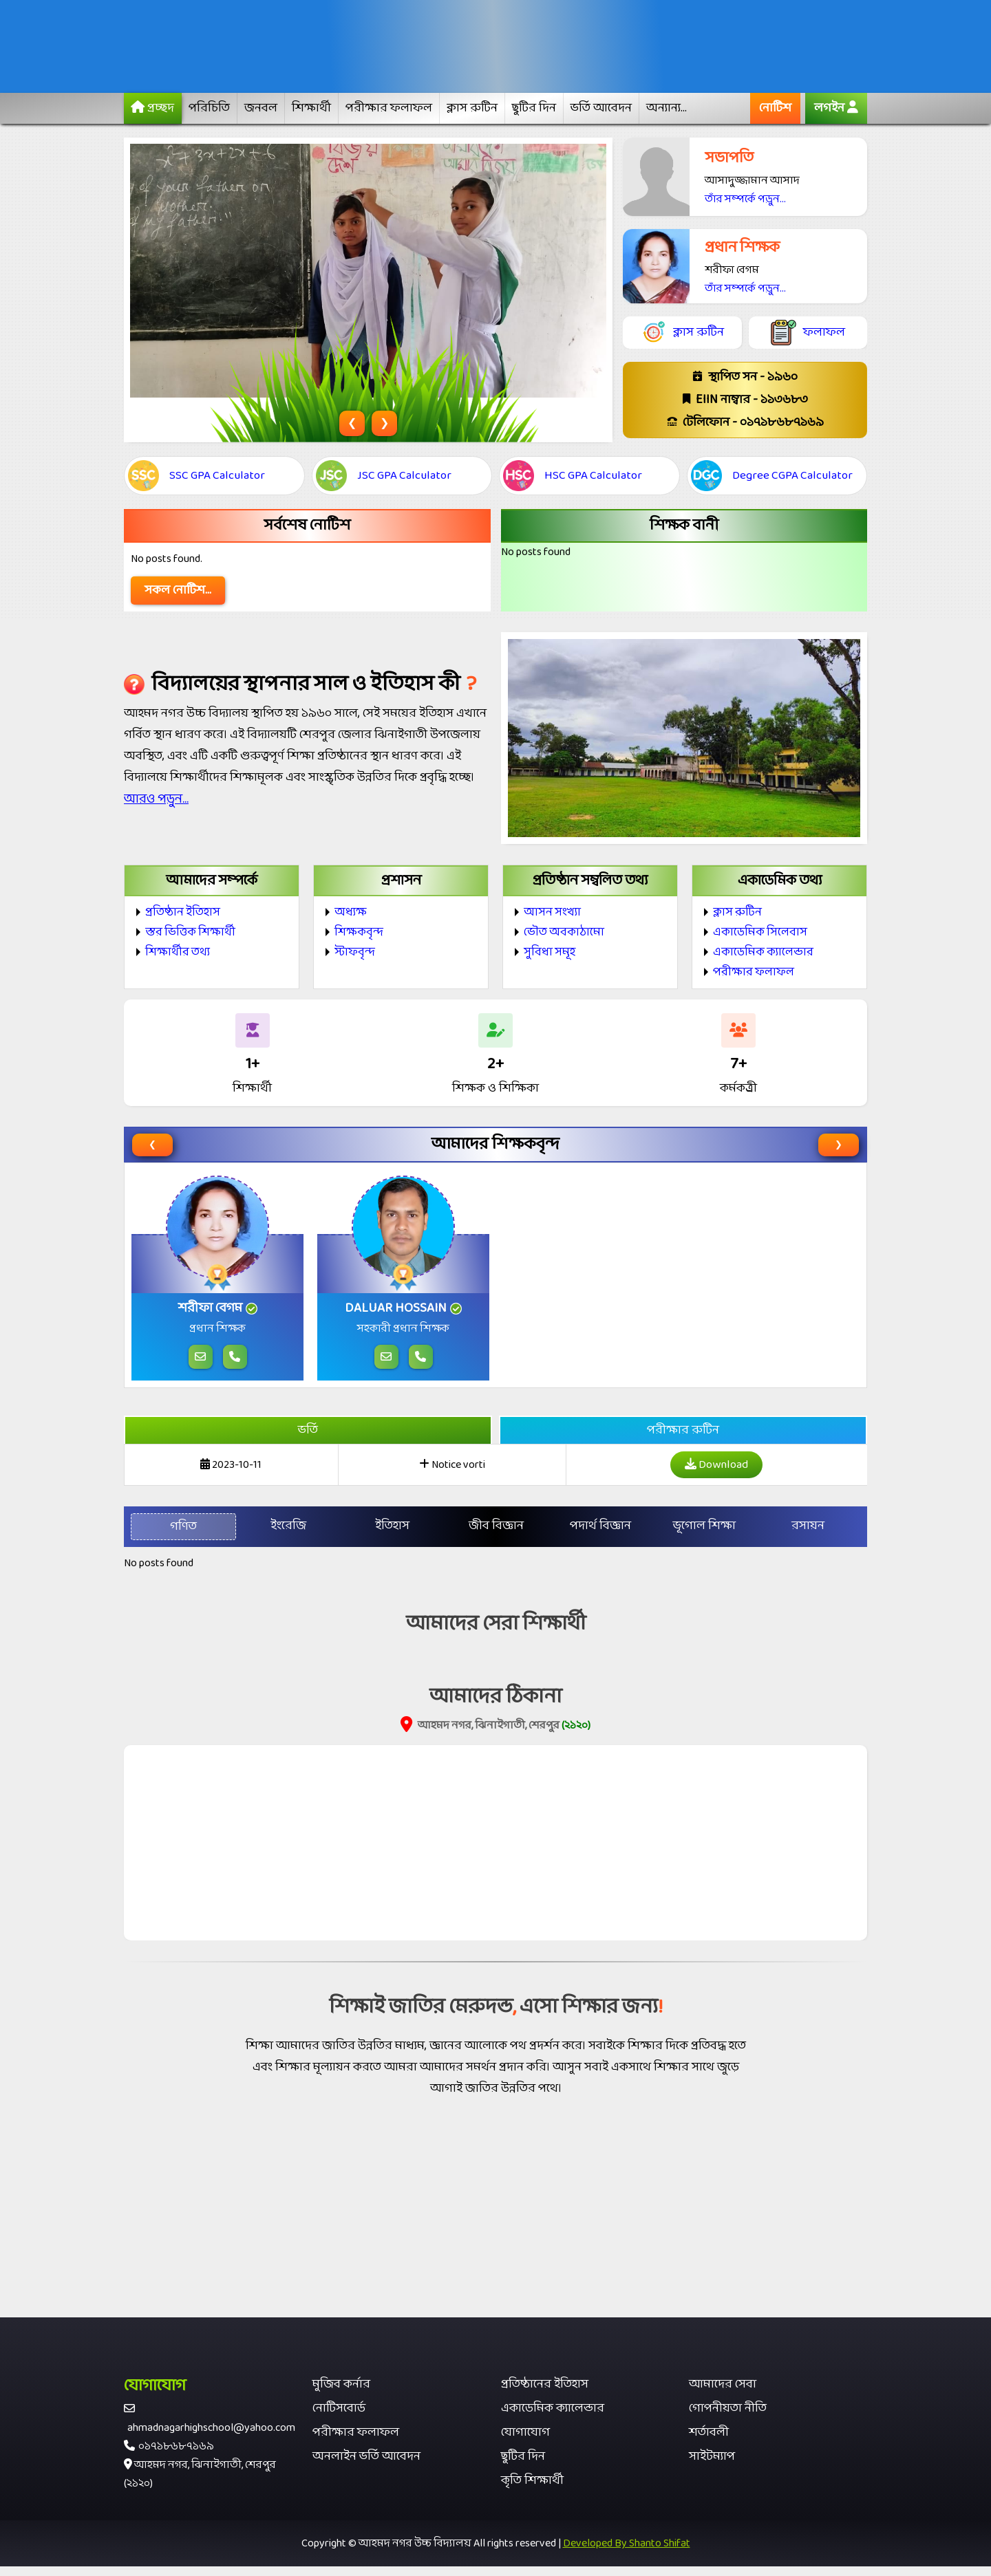 প্রচ্ছদ পরিচিতি জনবল শিক্ষার্থী পরীক্ষার ফলাফল ক্লাস রুটিন ছুটির দিন ভর্তি আবেদন অন্যান্য... নোটিশ লগইন
সভাপতি
আসাদুজ্জামান আসাদ
তাঁর সম্পর্কে পড়ুন...
প্রধান শিক্ষক
শরীফা বেগম
তাঁর সম্পর্কে পড়ুন...
ক্লাস রুটিন ফলাফল
স্থাপিত সন - ১৯৬০
EIIN নাম্বার - ১১৩৬৮৩
টেলিফোন - ০১৭১৮৬৮৭১৬৯
❮ ❯
SSC SSC GPA Calculator JSC JSC GPA Calculator HSC HSC GPA Calculator DGC Degree CGPA Calculator
সর্বশেষ নোটিশ
No posts found.
সকল নোটিশ...
শিক্ষক বানী
No posts found
বিদ্যালয়ের স্থাপনার সাল ও ইতিহাস কী ?
আহমদ নগর উচ্চ বিদ্যালয় স্থাপিত হয় ১৯৬০ সালে, সেই সময়ের ইতিহাস এখানে
গর্বিত স্থান ধারণ করে। এই বিদ্যালয়টি শেরপুর জেলার ঝিনাইগাতী উপজেলায়
অবস্থিত, এবং এটি একটি গুরুত্বপূর্ণ শিক্ষা প্রতিষ্ঠানের স্থান ধারণ করে। এই
বিদ্যালয়ে শিক্ষার্থীদের শিক্ষামূলক এবং সাংস্কৃতিক উন্নতির দিকে প্রবৃদ্ধি হচ্ছে।
আরও পড়ুন...
আমাদের সম্পর্কে
প্রতিষ্ঠান ইতিহাস
স্তর ভিত্তিক শিক্ষার্থী
শিক্ষার্থীর তথ্য
প্রশাসন
অধ্যক্ষ
শিক্ষকবৃন্দ
স্টাফবৃন্দ
প্রতিষ্ঠান সম্বলিত তথ্য
আসন সংখ্যা
ভৌত অবকাঠামো
সুবিধা সমূহ
একাডেমিক তথ্য
ক্লাস রুটিন
একাডেমিক সিলেবাস
একাডেমিক ক্যালেন্ডার
পরীক্ষার ফলাফল
1+ 2+ 7+
শিক্ষার্থী শিক্ষক ও শিক্ষিকা কর্মকত্রী
❮ আমাদের শিক্ষকবৃন্দ ❯
শরীফা বেগম
প্রধান শিক্ষক
DALUAR HOSSAIN
সহকারী প্রধান শিক্ষক
ভর্তি পরীক্ষার রুটিন
2023-10-11 Notice vorti Download
গণিত ইংরেজি ইতিহাস জীব বিজ্ঞান পদার্থ বিজ্ঞান ভূগোল শিক্ষা রসায়ন
No posts found
আমাদের সেরা শিক্ষার্থী
আমাদের ঠিকানা
আহমদ নগর, ঝিনাইগাতী, শেরপুর (২১২০)
শিক্ষাই জাতির মেরুদন্ড, এসো শিক্ষার জন্য!
শিক্ষা আমাদের জাতির উন্নতির মাধ্যম, জ্ঞানের আলোকে পথ প্রদর্শন করে। সবাইকে শিক্ষার দিকে প্রতিবদ্ধ হতে
এবং শিক্ষার মূল্যায়ন করতে আমরা আমাদের সমর্থন প্রদান করি। আসুন সবাই একসাথে শিক্ষার সাথে জুড়ে
আগাই জাতির উন্নতির পথে।
যোগাযোগ
ahmadnagarhighschool@yahoo.com
০১৭১৮৬৮৭১৬৯
আহমদ নগর, ঝিনাইগাতী, শেরপুর
(২১২০)
মুজিব কর্নার
নোটিসবোর্ড
পরীক্ষার ফলাফল
অনলাইন ভর্তি আবেদন
প্রতিষ্ঠানের ইতিহাস
একাডেমিক ক্যালেন্ডার
যোগাযোগ
ছুটির দিন
কৃতি শিক্ষার্থী
আমাদের সেবা
গোপনীয়তা নীতি
শর্তাবলী
সাইটম্যাপ
Copyright © আহমদ নগর উচ্চ বিদ্যালয় All rights reserved | Developed By Shanto Shifat